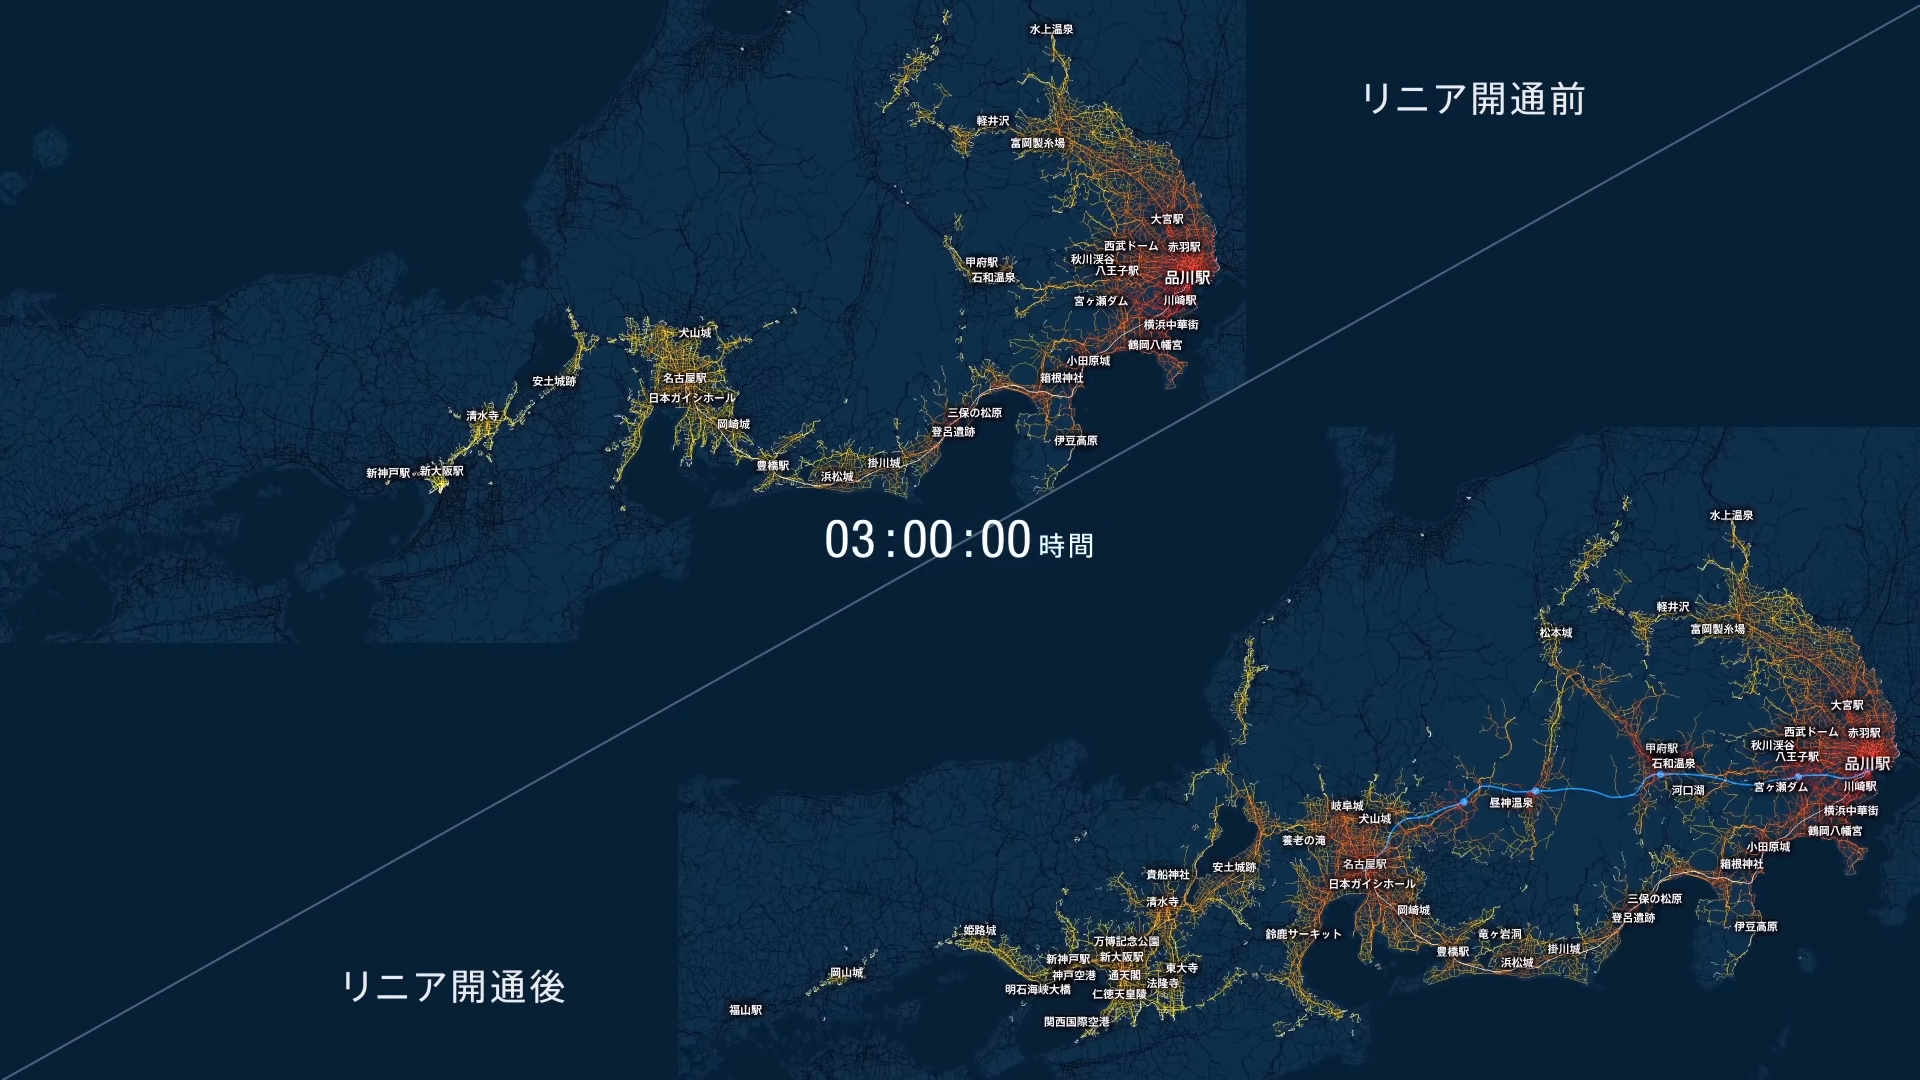 リニア開通前
水上温泉
軽井沢
富岡製糸場
大宮駅
西武ドーム
赤羽駅
秋川渓谷
八王子駅
甲府駅
石和温泉
品川駅
宮ヶ瀬ダム
川崎駅
横浜中華街
鶴岡八幡宮
小田原城
箱根神社
犬山城
名古屋駅
日本ガイシホール
安土城跡
清水寺
岡崎城
三保の松原
登呂遺跡
伊豆高原
豊橋駅
掛川城
浜松城
新神戸駅
新大阪駅
03:00:00時間
リニア開通後
水上温泉
軽井沢
富岡製糸場
松本城
大宮駅
西武ドーム
赤羽駅
秋川渓谷
八王子駅
甲府駅
石和温泉
品川駅
河口湖
宮ヶ瀬ダム
川崎駅
横浜中華街
鶴岡八幡宮
小田原城
箱根神社
昼神温泉
岐阜城
犬山城
養老の滝
名古屋駅
日本ガイシホール
安土城跡
貴船神社
清水寺
岡崎城
三保の松原
登呂遺跡
伊豆高原
鈴鹿サーキット
竜ヶ岩洞
豊橋駅
掛川城
浜松城
姫路城
万博記念公園
新神戸駅
新大阪駅
神戸空港
通天閣
東大寺
法隆寺
明石海峡大橋
仁徳天皇陵
岡山城
福山駅
関西国際空港